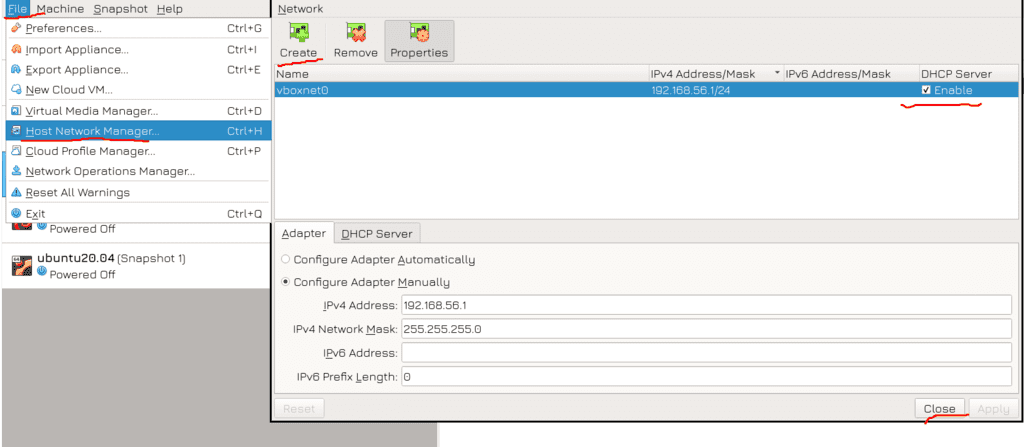 File Machine Snapshot Help
Preferences... Ctrl+G
Import Appliance... Ctrl+I
Export Appliance... Ctrl+E
New Cloud VM...
Virtual Media Manager... Ctrl+D
Host Network Manager... Ctrl+H
Cloud Profile Manager... Ctrl+P
Network Operations Manager...
Reset All Warnings
Exit Ctrl+Q
Powered Off
ubuntu20.04 (Snapshot 1)
Powered Off
Network
Create Remove Properties
Name IPv4 Address/Mask IPv6 Address/Mask DHCP Server
vboxnet0 192.168.56.1/24 Enable
Adapter DHCP Server
Configure Adapter Automatically
Configure Adapter Manually
IPv4 Address: 192.168.56.1
IPv4 Network Mask: 255.255.255.0
IPv6 Address:
IPv6 Prefix Length: 0
Reset Close Apply